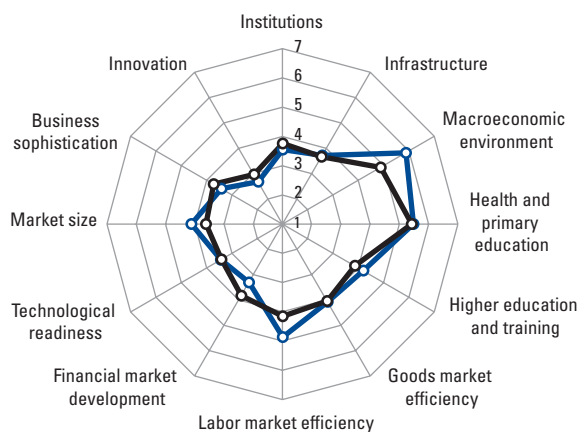 Institutions
7
6
5
4
3
2
1
Infrastructure
Macroeconomic
environment
Health and
primary
education
Higher education
and training
Goods market
efficiency
Labor market efficiency
Financial market
development
Technological
readiness
Market size
Business
sophistication
Innovation